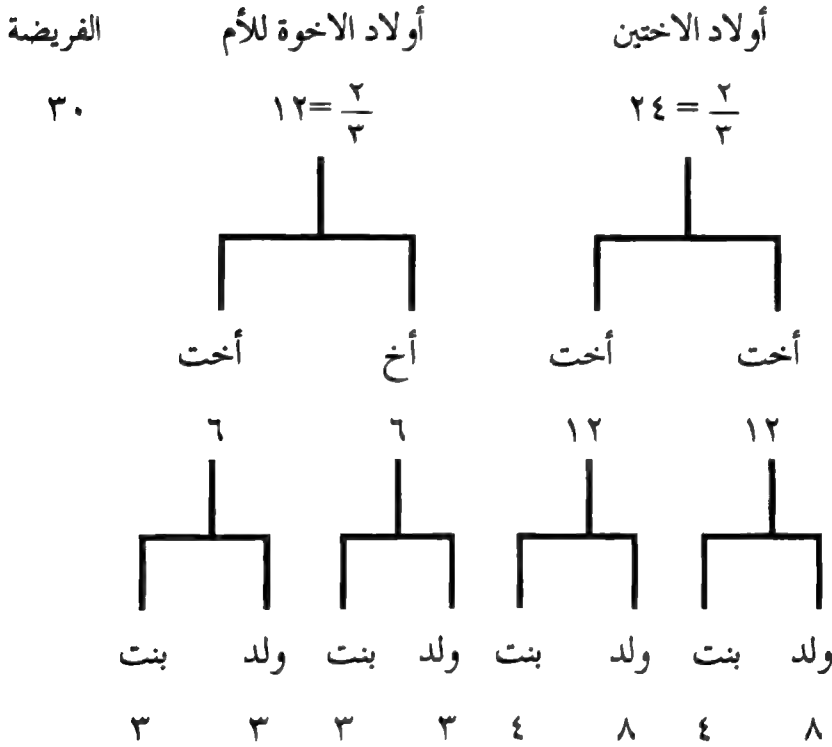 أولاد الاختين أولاد الاخوة للأم الفريضة
٢/٣ = ٢٤ ٢/٣ =١٢ ٣٠
أخت أخت أخ أخت
١٢ ١٢ ٦ ٦
ولد بنت ولد بنت ولد بنت ولد بنت
٨ ٤ ٨ ٤ ٣ ٣ ٣ ٣